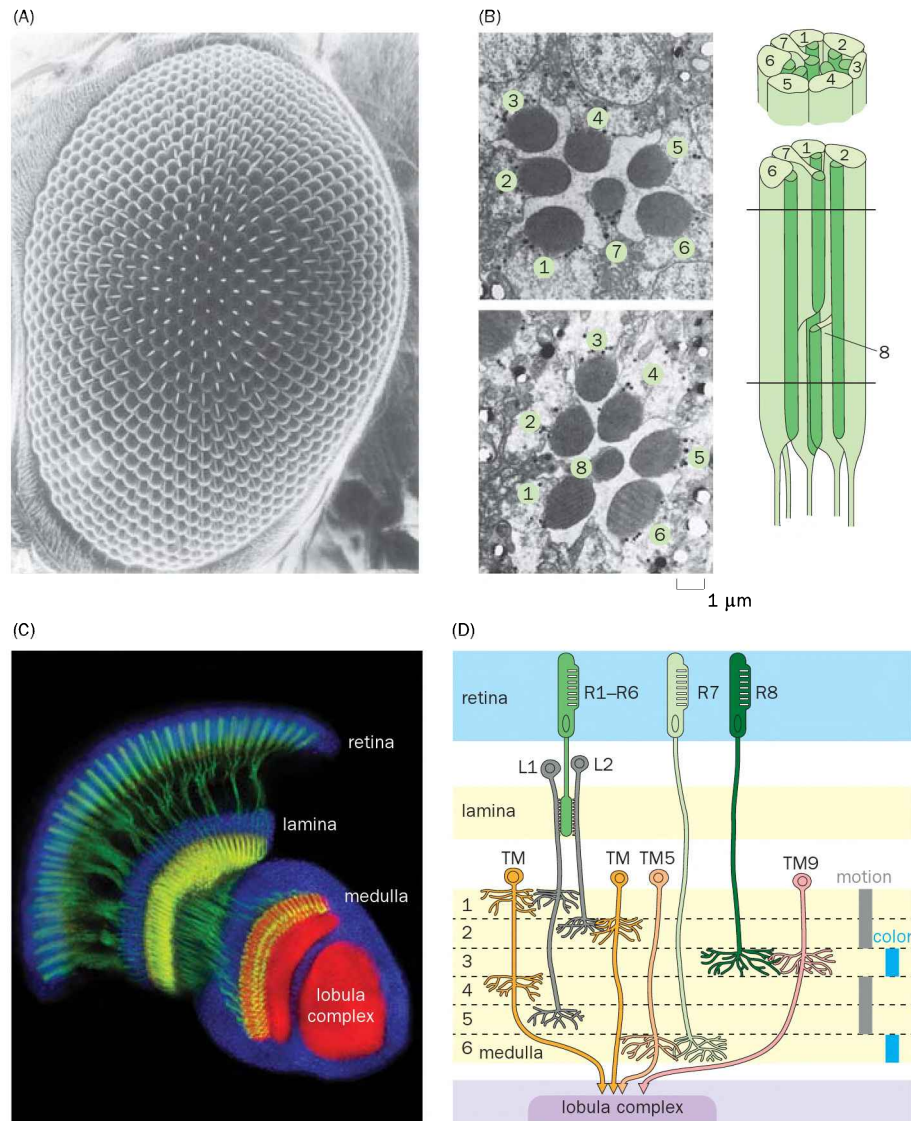 (A)
(B)
3
4
5
2
1
7
6
3
4
2
8
5
1
6
1 μm
7
1
2
6
3
5
4
7
1
2
6
8
(C)
retina
lamina
medulla
lobula
complex
(D)
retina
R1–R6
R7
R8
L1
L2
lamina
TM
TM
TM5
TM9
motion
1
2
color
3
4
5
6 medulla
lobula complex